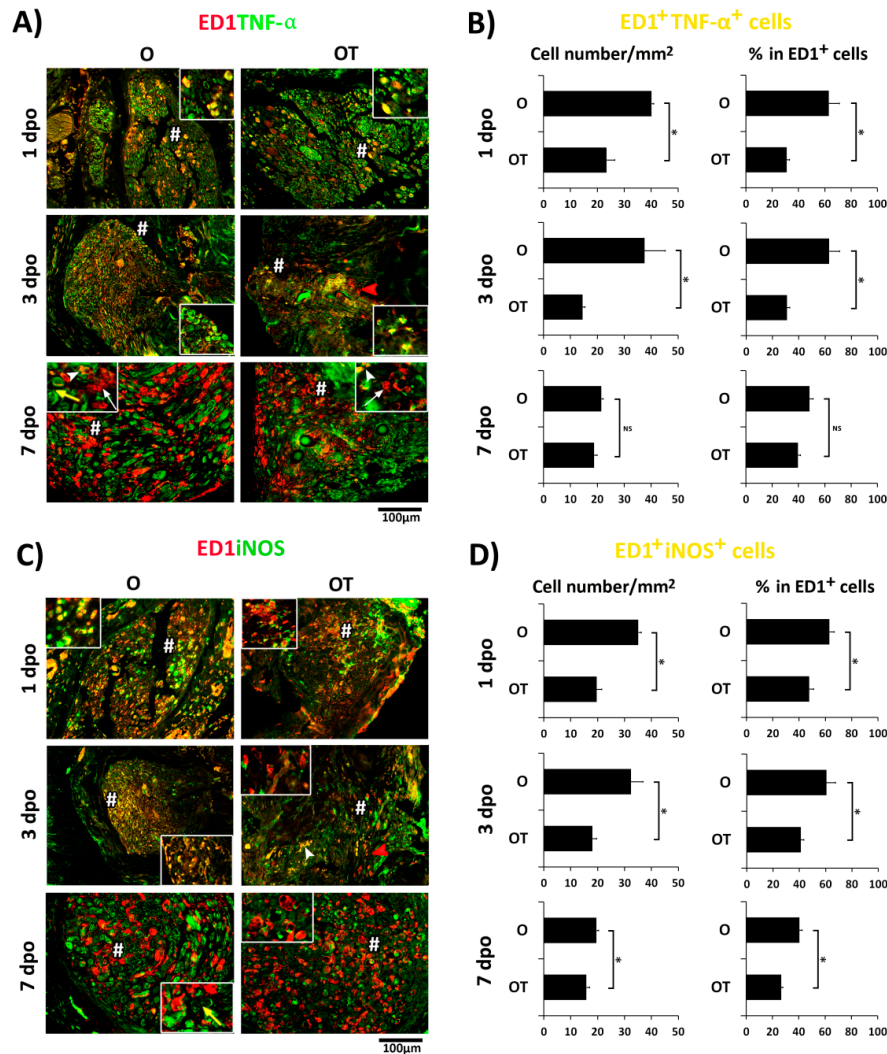 A)
ED1TNF-α
O
OT
1 dpo
#
#
3 dpo
#
#
7 dpo
#
#
100μm
B)
ED1+ TNF-α+ cells
Cell number/mm²
% in ED1+ cells
1 dpo
O
OT
*
0 10 20 30 40 50
O
OT
*
0 20 40 60 80 100
3 dpo
O
OT
*
0 10 20 30 40 50
O
OT
*
0 20 40 60 80 100
7 dpo
O
OT
NS
0 10 20 30 40 50
O
OT
NS
0 20 40 60 80 100
C)
ED1iNOS
O
OT
1 dpo
#
#
3 dpo
#
#
7 dpo
#
#
100μm
D)
ED1+iNOS+ cells
Cell number/mm²
% in ED1+ cells
1 dpo
O
OT
*
0 10 20 30 40 50
O
OT
*
0 20 40 60 80 100
3 dpo
O
OT
*
0 10 20 30 40 50
O
OT
*
0 20 40 60 80 100
7 dpo
O
OT
*
0 10 20 30 40 50
O
OT
*
0 20 40 60 80 100